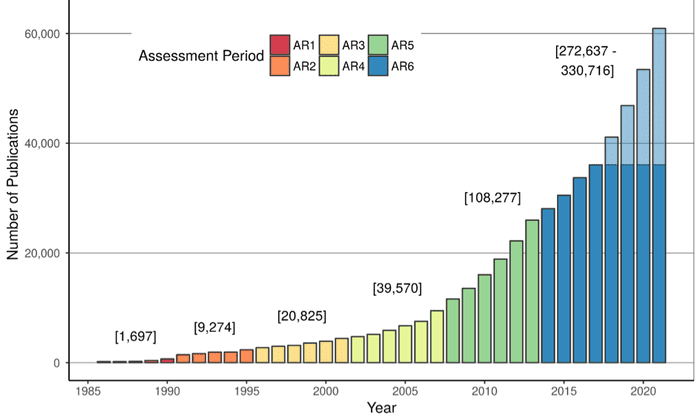 60,000
40,000
20,000
0
Number of Publications
Assessment Period
AR1
AR3
AR5
AR2
AR4
AR6
[272,637 -
330,716]
[108,277]
[39,570]
[20,825]
[9,274]
[1,697]
1985
1990
1995
2000
2005
2010
2015
2020
Year